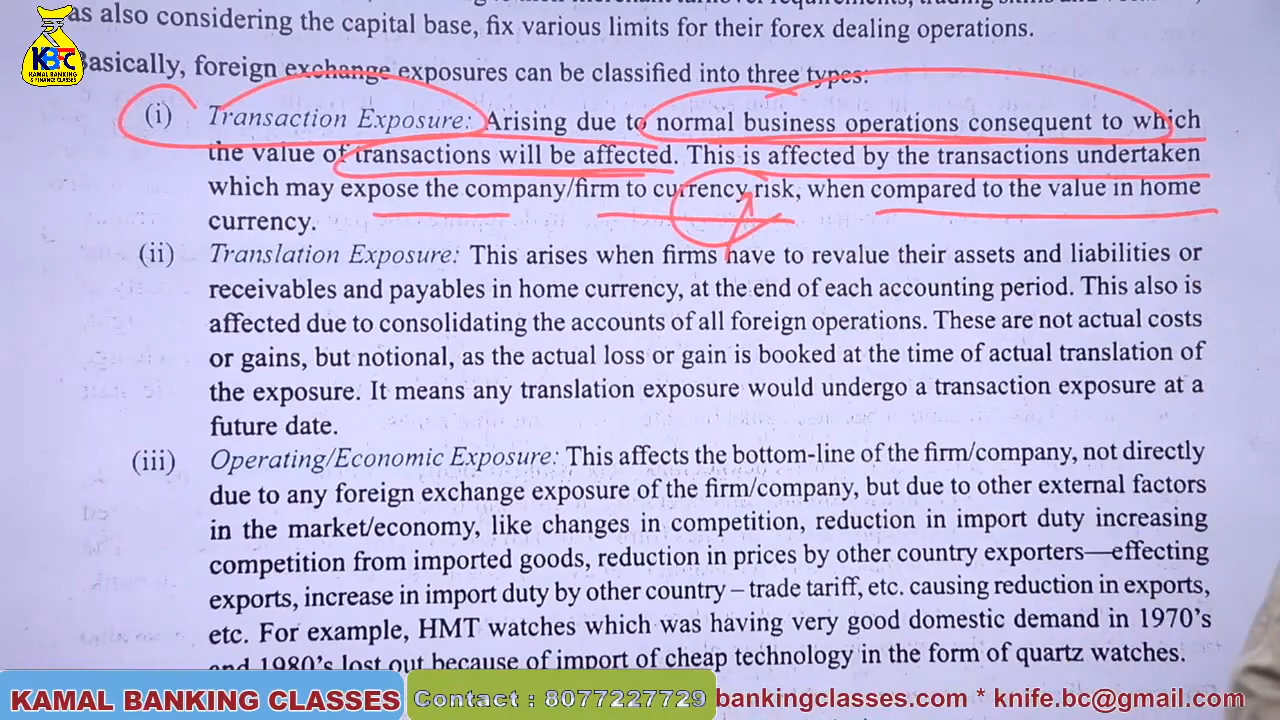 as also considering the capital base, fix various limits for their forex dealing operations.
Basically, foreign exchange exposures can be classified into three types:
(i) Transaction Exposure: Arising due to normal business operations consequent to which
the value of transactions will be affected. This is affected by the transactions undertaken
which may expose the company/firm to currency risk, when compared to the value in home
currency.
(ii) Translation Exposure: This arises when firms have to revalue their assets and liabilities or
receivables and payables in home currency, at the end of each accounting period. This also is
affected due to consolidating the accounts of all foreign operations. These are not actual costs
or gains, but notional, as the actual loss or gain is booked at the time of actual translation of
the exposure. It means any translation exposure would undergo a transaction exposure at a
future date.
(iii) Operating/Economic Exposure: This affects the bottom-line of the firm/company, not directly
due to any foreign exchange exposure of the firm/company, but due to other external factors
in the market/economy, like changes in competition, reduction in import duty increasing
competition from imported goods, reduction in prices by other country exporters—effecting
exports, increase in import duty by other country – trade tariff, etc. causing reduction in exports,
etc. For example, HMT watches which was having very good domestic demand in 1970's
and 1980's lost out because of import of cheap technology in the form of quartz watches.
KBC
KAMAL BANKING
& FINANCE CLASSES
KAMAL BANKING CLASSES Contact : 8077227729 bankingclasses.com * knife.bc@gmail.com